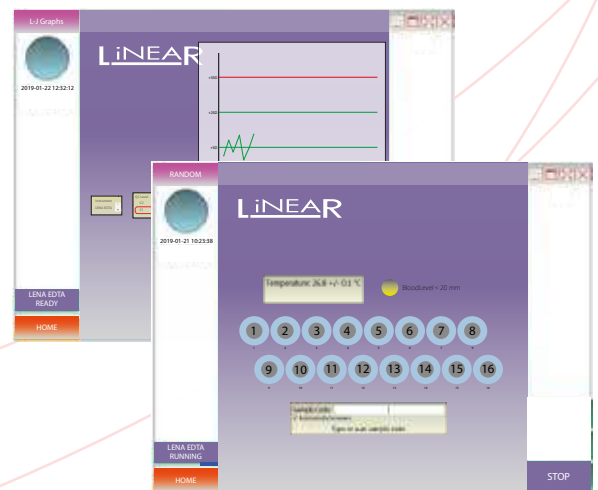 L-J Graphs
LiNEAR
2019-01-22 12:32:12
LENA EDTA
READY
HOME
RANDOM
LiNEAR
2019-01-21 10:23:38
Temperature: 26.8 +/- 0.1 °C
BloodLevel < 20 mm
1 2 3 4 5 6 7 8
9 10 11 12 13 14 15 16
Sample Code
Type or scan sample code
LENA EDTA
RUNNING
HOME
STOP